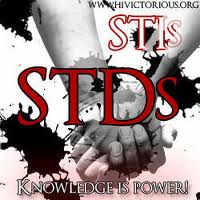 WWW.HIVICTORIOUS.ORG
STIs
STDs
KNOWLEDGE IS POWER!